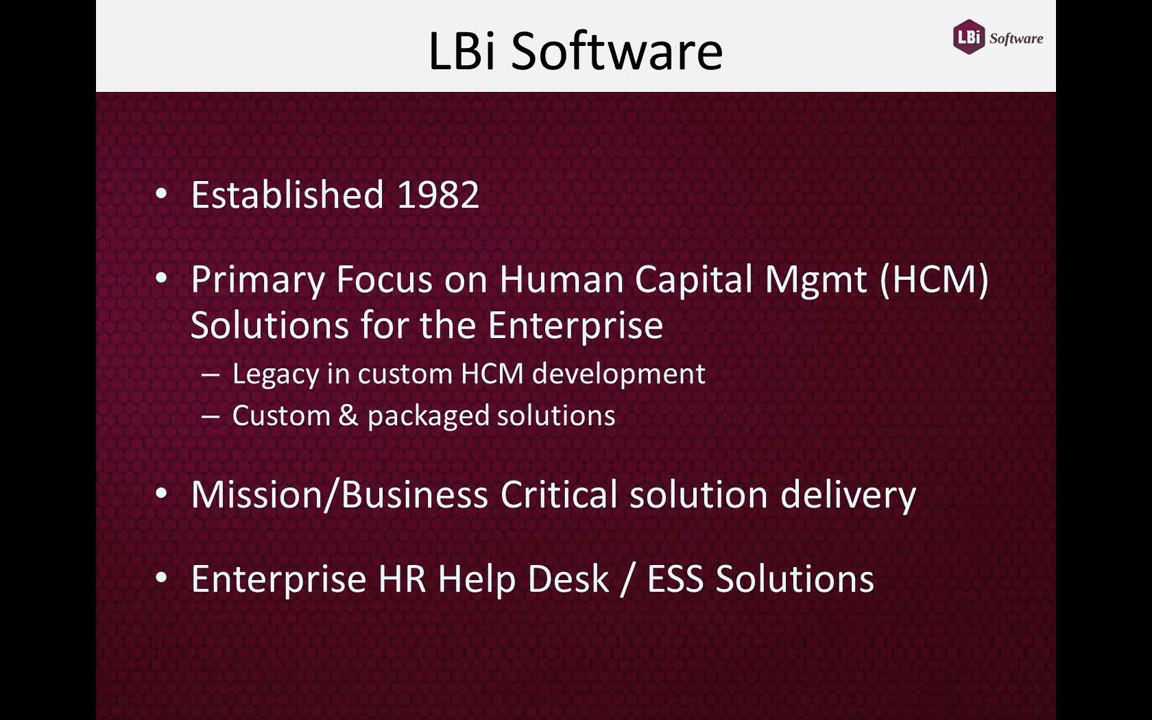 LBi Software
LBi Software
• Established 1982
• Primary Focus on Human Capital Mgmt (HCM)
Solutions for the Enterprise
– Legacy in custom HCM development
– Custom & packaged solutions
• Mission/Business Critical solution delivery
• Enterprise HR Help Desk / ESS Solutions